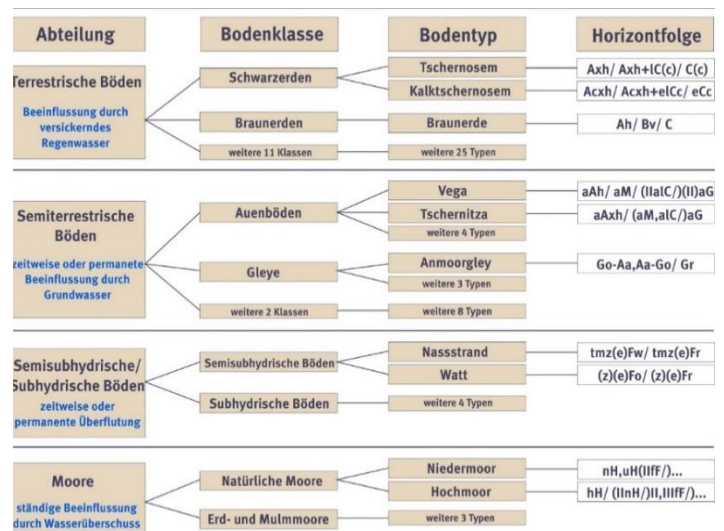 Abteilung Bodenklasse Bodentyp Horizontfolge
Terrestrische Böden
Beeinflussung durch
versickerndes
Regenwasser
Schwarzerden
Tschernosem
Axh/ Axh+lC(c)/ C(c)
Kalktschernosem
Acxh/ Acxh+elCc/ eCc
Braunerden
Braunerde
Ah/ Bv/ C
weitere 11 Klassen
weitere 25 Typen
Semiterrestrische
Böden
zeitweise oder permanete
Beeinflussung durch
Grundwasser
Auenböden
Vega
aAh/ aM/ (IIalC/)(II)aG
Tschernitza
aAxh/ (aM,alC/)aG
weitere 4 Typen
Gleye
Anmoorgley
Go-Aa,Aa-Go/ Gr
weitere 3 Typen
weitere 2 Klassen
weitere 8 Typen
Semisubhydrische/
Subhydrische Böden
zeitweise oder
permanente Überflutung
Semisubhydrische Böden
Nassstrand
tmz(e)Fw/ tmz(e)Fr
Watt
(z)(e)Fo/ (z)(e)Fr
Subhydrische Böden
weitere 4 Typen
Moore
ständige Beeinflussung
durch Wasserüberschuss
Natürliche Moore
Niedermoor
nH,uH(IIfF/)...
Hochmoor
hH/ (IInH/)II,IIIfF/)...
Erd- und Mulmmoore
weitere 3 Typen